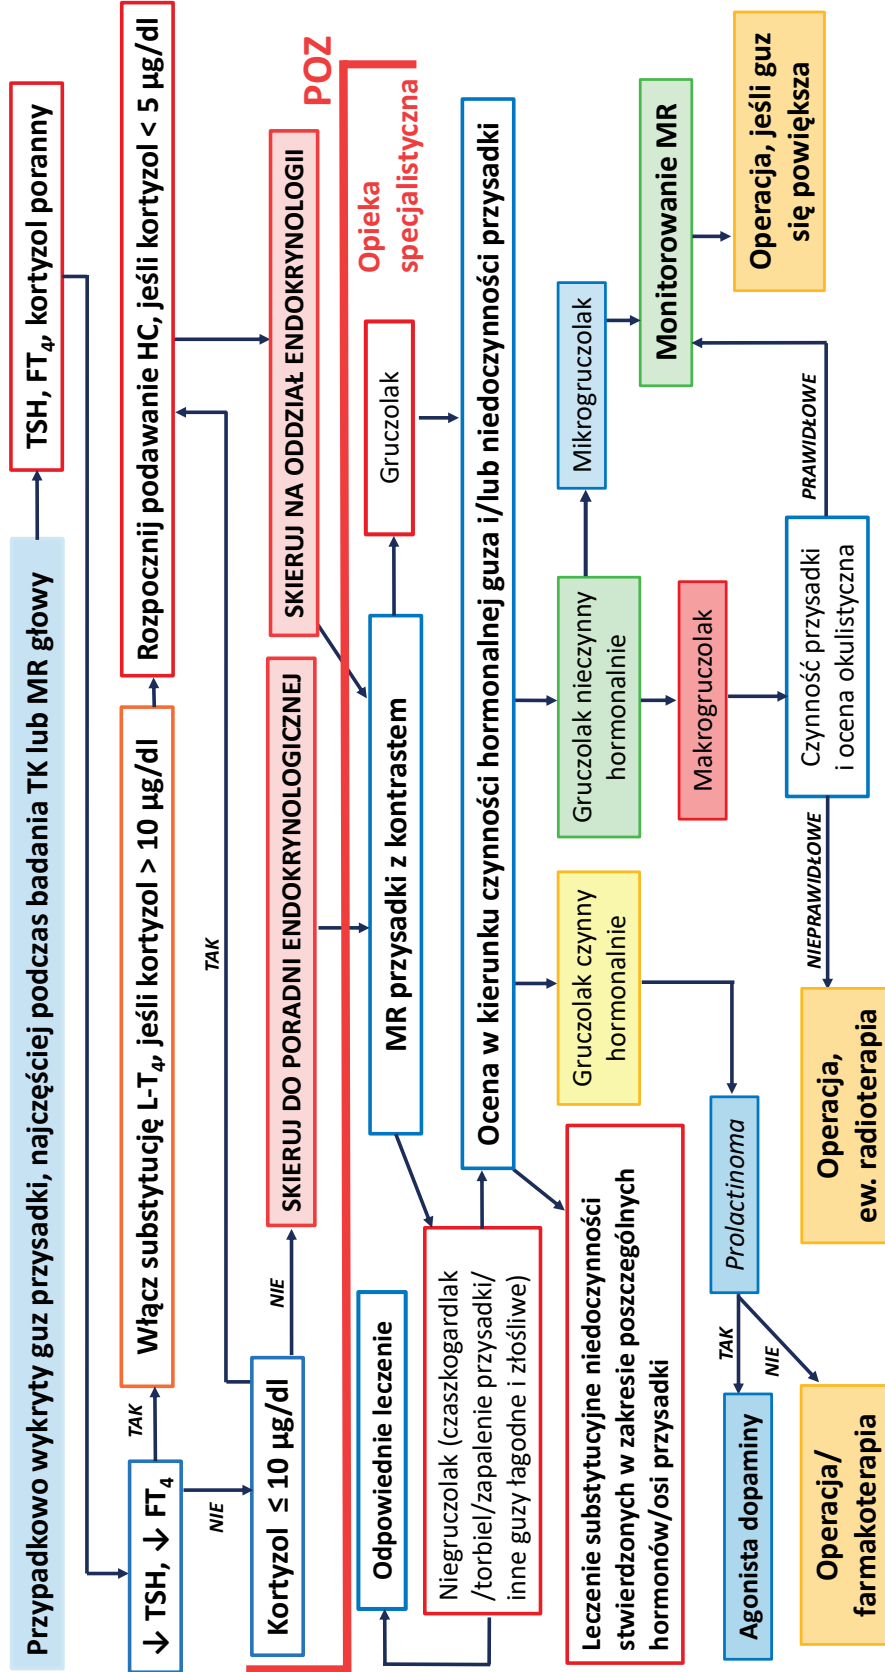 Przypadkowo wykryty guz przysadki, najczęściej podczas badania TK lub MR głowy
TSH, FT₄, kortyzol poranny
↓ TSH, ↓ FT₄
TAK
Włącz substytucję L-T₄, jeśli kortyzol > 10 µg/dl
Rozpocznij podawanie HC, jeśli kortyzol < 5 µg/dl
NIE
TAK
Kortyzol ≤ 10 µg/dl
NIE
SKIERUJ DO PORADNI ENDOKRYNOLOGICZNEJ
SKIERUJ NA ODDZIAŁ ENDOKRYNOLOGII
POZ
Opieka
specjalistyczna
Odpowiednie leczenie
MR przysadki z kontrastem
Gruczolak
Niegruczolak (czaszkogardlak
/torbiel/zapalenie przysadki/
inne guzy łagodne i złośliwe)
Ocena w kierunku czynności hormonalnej guza i/lub niedoczynności przysadki
Leczenie substytucyjne niedoczynności
stwierdzonych w zakresie poszczególnych
hormonów/osi przysadki
Gruczolak czynny
hormonalnie
Gruczolak nieczynny
hormonalnie
Mikrogruczolak
Monitorowanie MR
Makrogruczolak
Operacja, jeśli guz
się powiększa
Prolactinoma
TAK
NIE
Agonista dopaminy
Operacja/
farmakoterapia
Czynność przysadki
i ocena okulistyczna
NIEPRAWIDŁOWE
PRAWIDŁOWE
Operacja,
ew. radioterapia